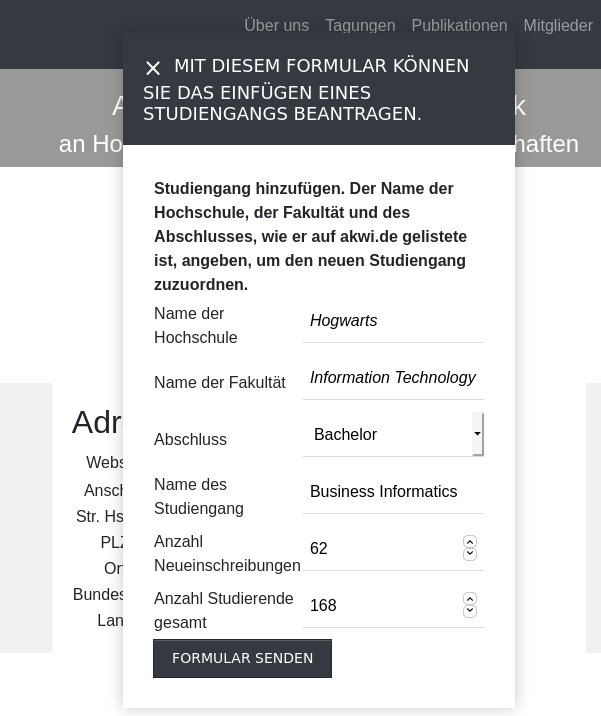 Über uns Tagungen Publikationen Mitglieder
MIT DIESEM FORMULAR KÖNNEN
SIE DAS EINFÜGEN EINES
STUDIENGANGS BEANTRAGEN.
an Ho
haften
Studiengang hinzufügen. Der Name der
Hochschule, der Fakultät und des
Abschlusses, wie er auf akwi.de gelistete
ist, angeben, um den neuen Studiengang
zuzuordnen.
Name der
Hochschule
Hogwarts
Name der Fakultät
Information Technology
Abschluss
Bachelor
Name des
Studiengang
Business Informatics
Anzahl
Neueinschreibungen
62
Anzahl Studierende
gesamt
168
FORMULAR SENDEN
Adr
Webs
Ansch
Str. Hs
PLZ
Or
Bundes
Lan